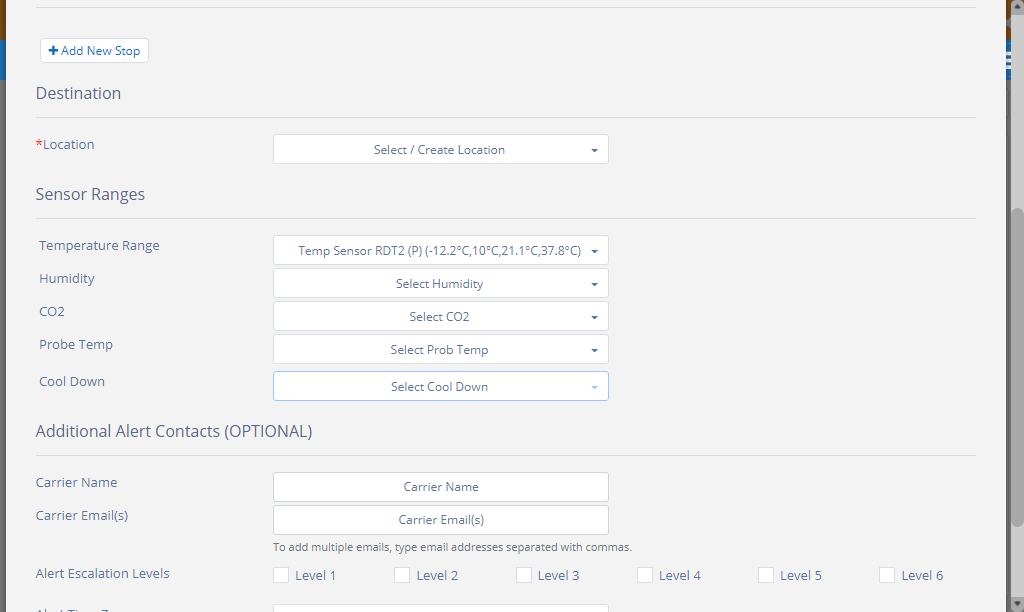 Add New Stop
Destination
*Location
Select / Create Location
Sensor Ranges
Temperature Range
Temp Sensor RDT2 (P) (-12.2°C,10°C,21.1°C,37.8°C)
Humidity
Select Humidity
CO2
Select CO2
Probe Temp
Select Prob Temp
Cool Down
Select Cool Down
Additional Alert Contacts (OPTIONAL)
Carrier Name
Carrier Name
Carrier Email(s)
Carrier Email(s)
To add multiple emails, type email addresses separated with commas.
Alert Escalation Levels
Level 1 Level 2 Level 3 Level 4 Level 5 Level 6